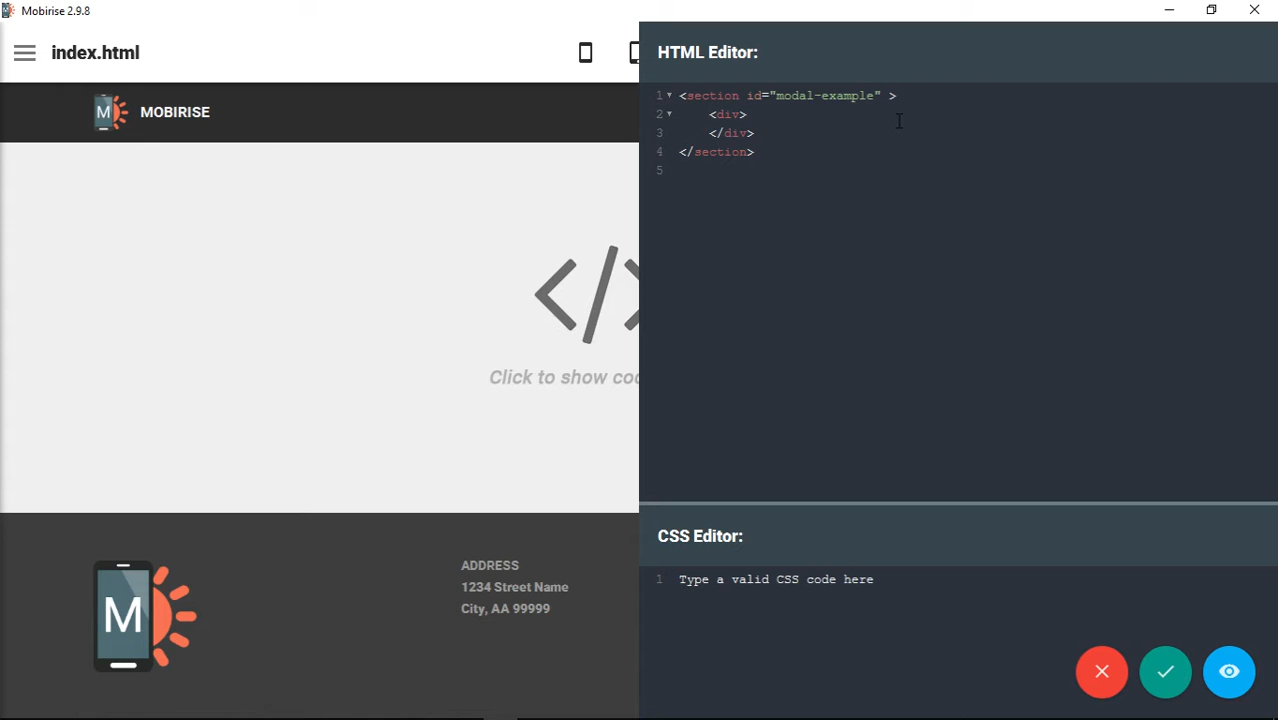 Mobirise 2.9.8
index.html
M MOBIRISE
Click to show co
M
ADDRESS
1234 Street Name
City, AA 99999
HTML Editor:
1 <section id="modal-example" >
2 <div>
3 </div>
4 </section>
5
CSS Editor:
1 Type a valid CSS code here